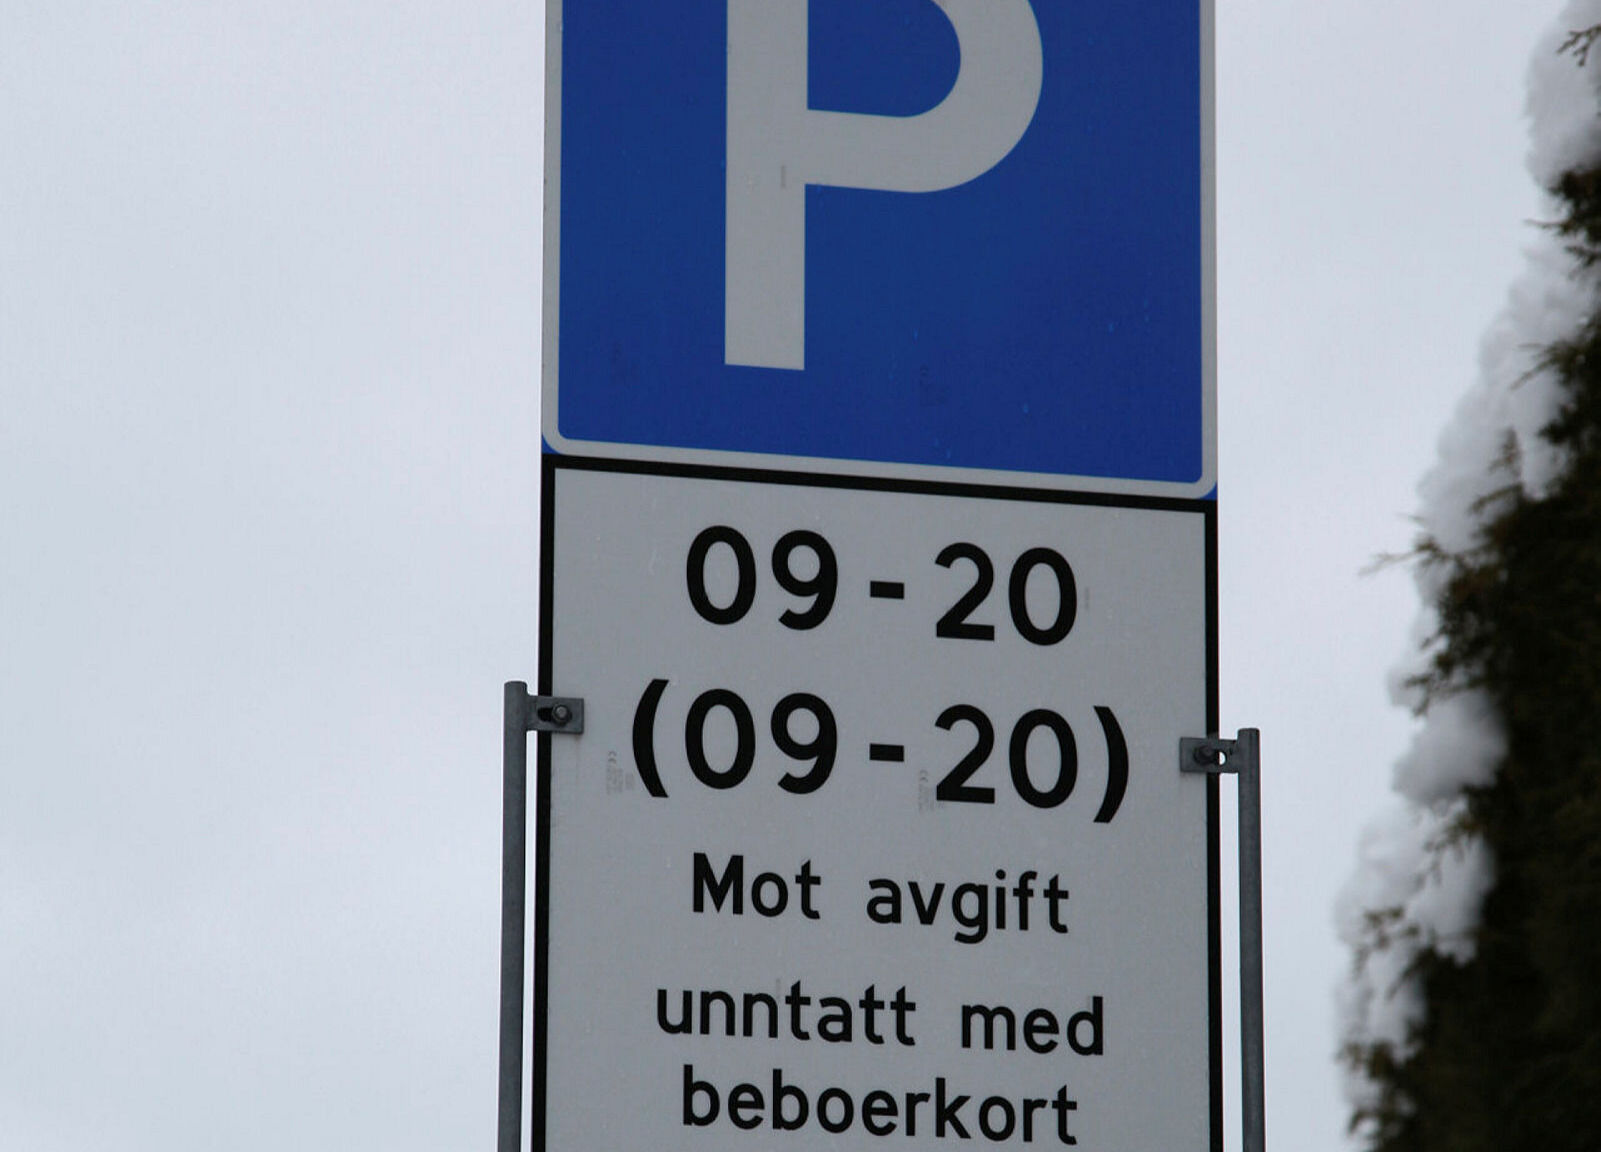 P
09-20
(09-20)
Mot avgift
unntatt med
beboerkort